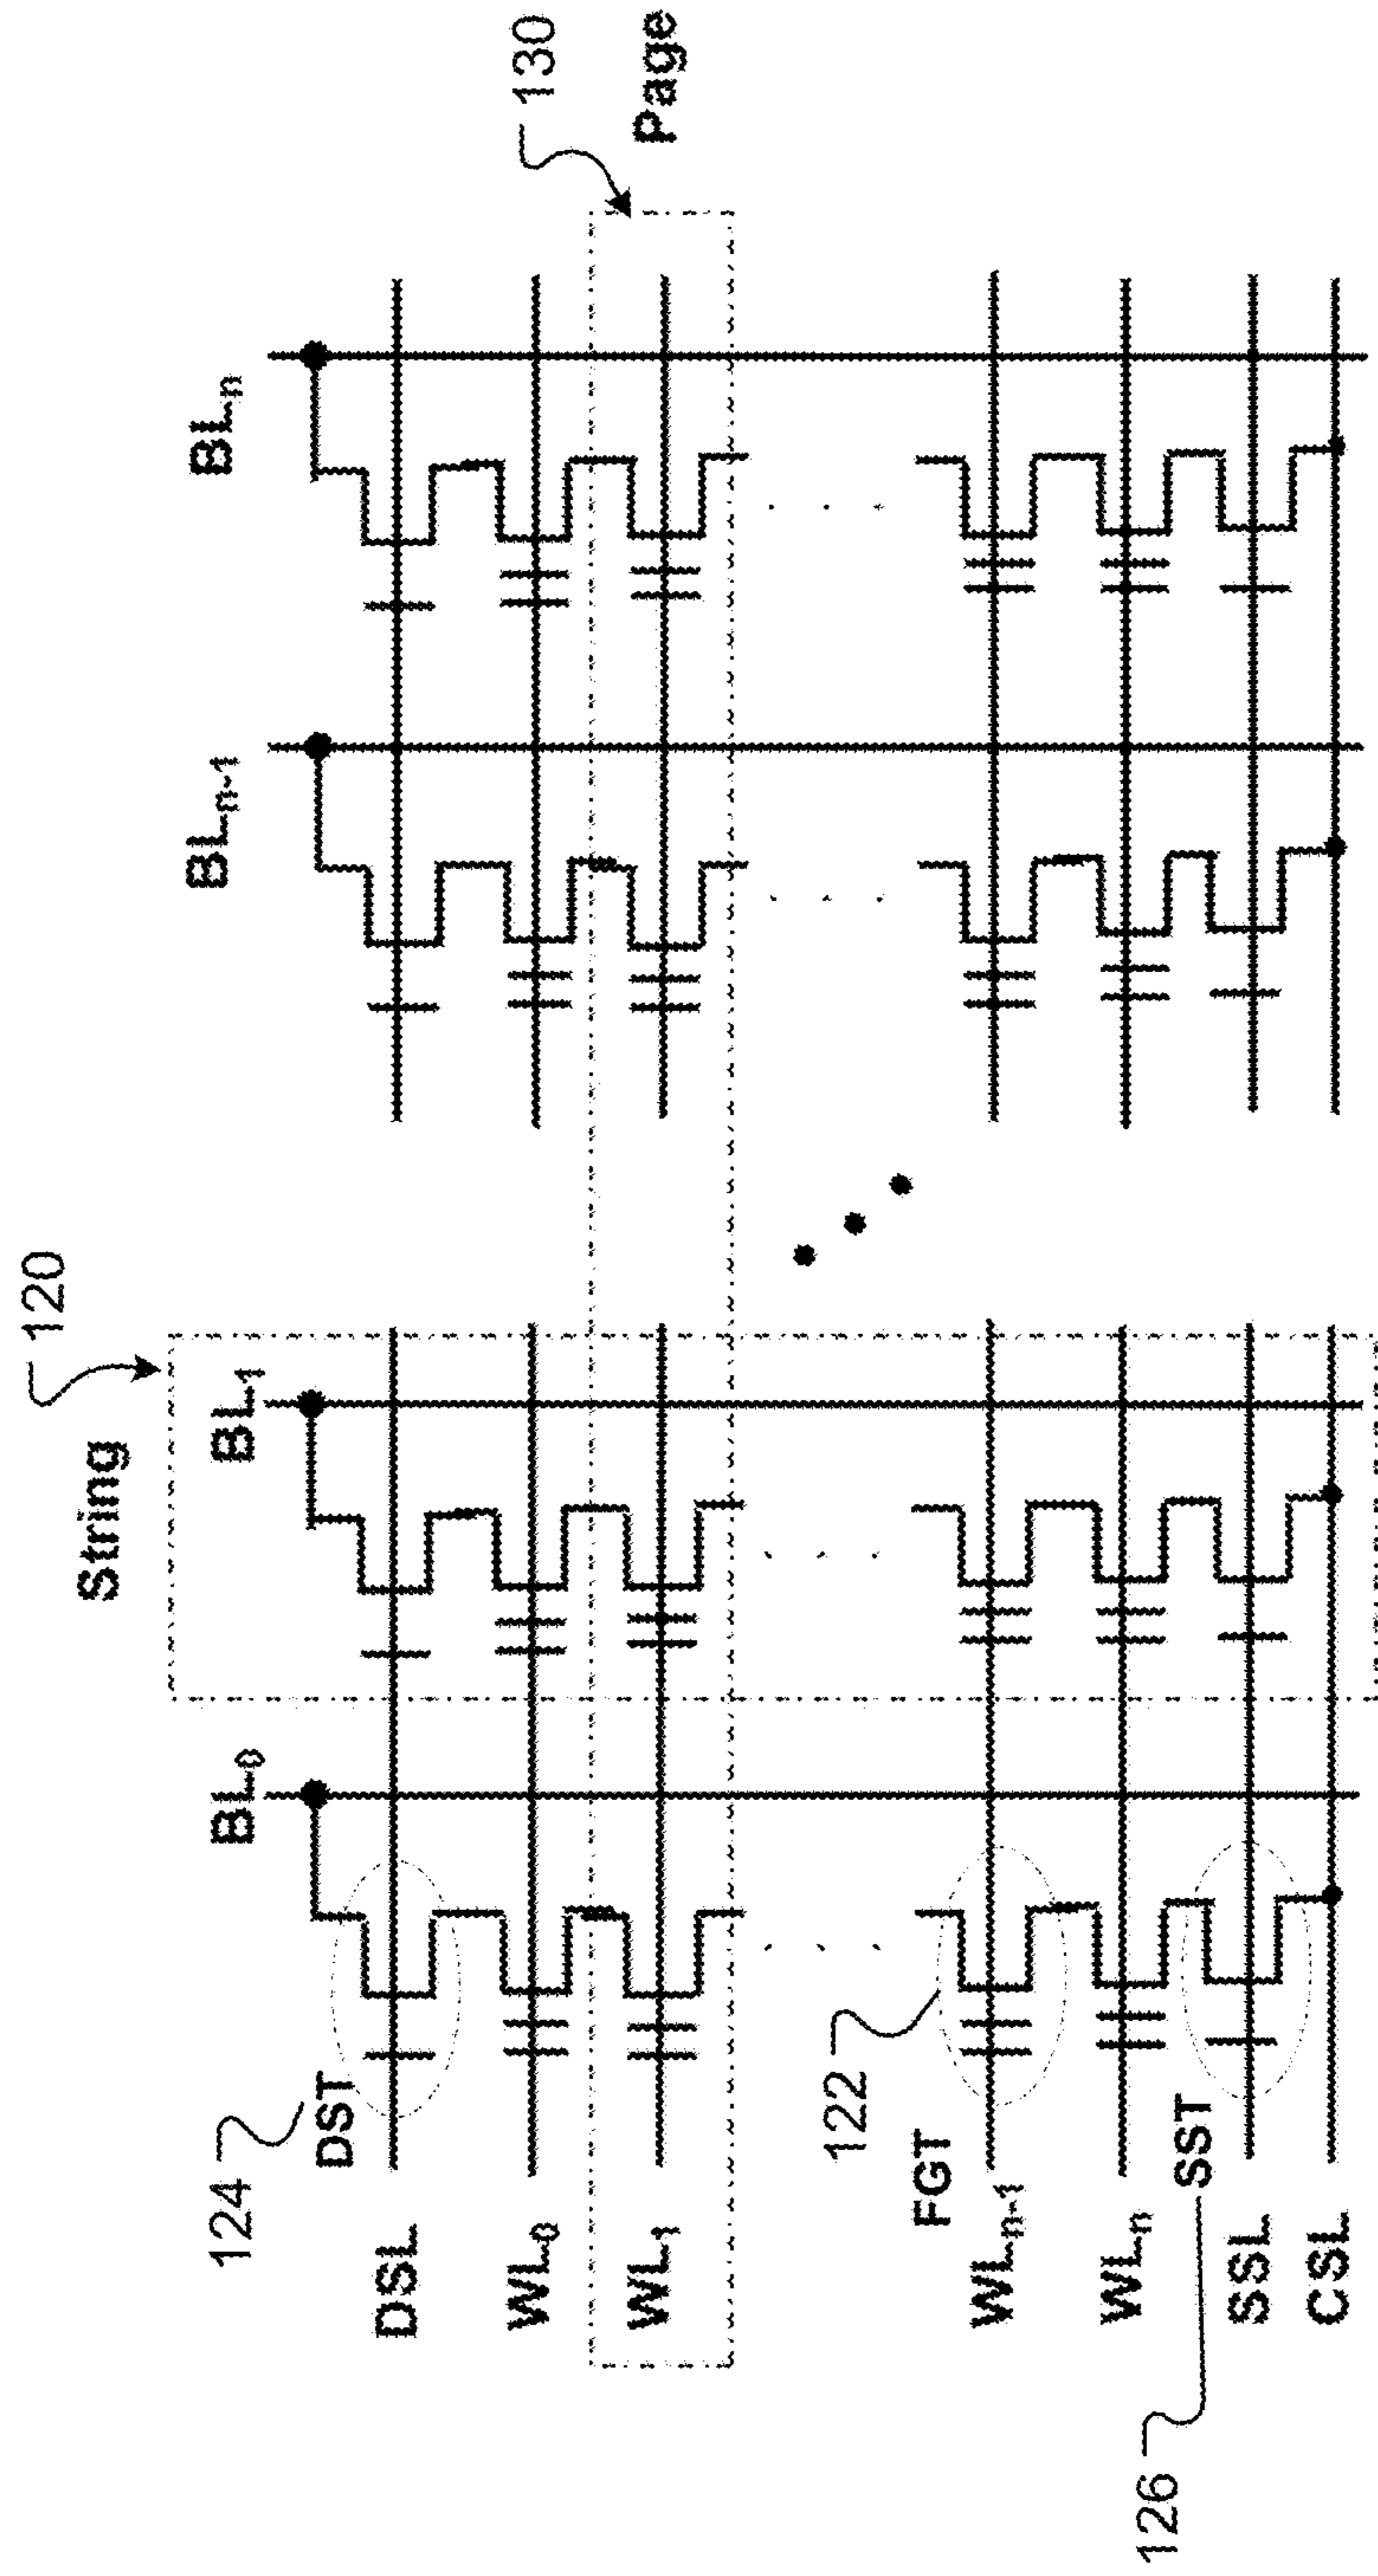 120
String
BL0
BL1
BLn-1
BLn
130
Page
124
DST
DSL
WL0
WL1
122
FGT
WLn-1
WLn
SST
SSL
CSL
126